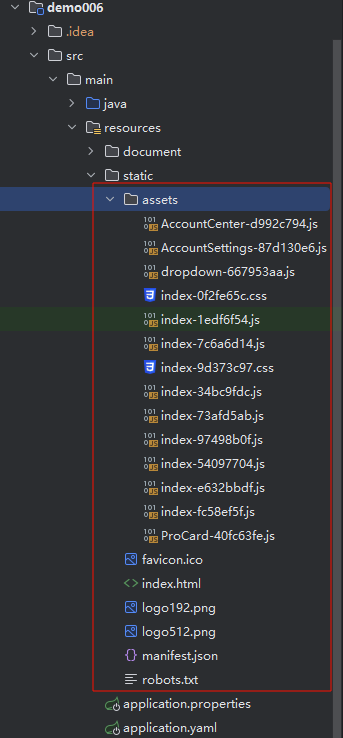 demo006
.idea
src
main
java
resources
document
static
assets
AccountCenter-d992c794.js
AccountSettings-87d130e6.js
dropdown-667953aa.js
index-0f2fe65c.css
index-1edf6f54.js
index-7c6a6d14.js
index-9d373c97.css
index-34bc9fdc.js
index-73afd5ab.js
index-97498b0f.js
index-54097704.js
index-e632bbdf.js
index-fc58ef5f.js
ProCard-40fc63fe.js
favicon.ico
index.html
logo192.png
logo512.png
manifest.json
robots.txt
application.properties
application.yaml